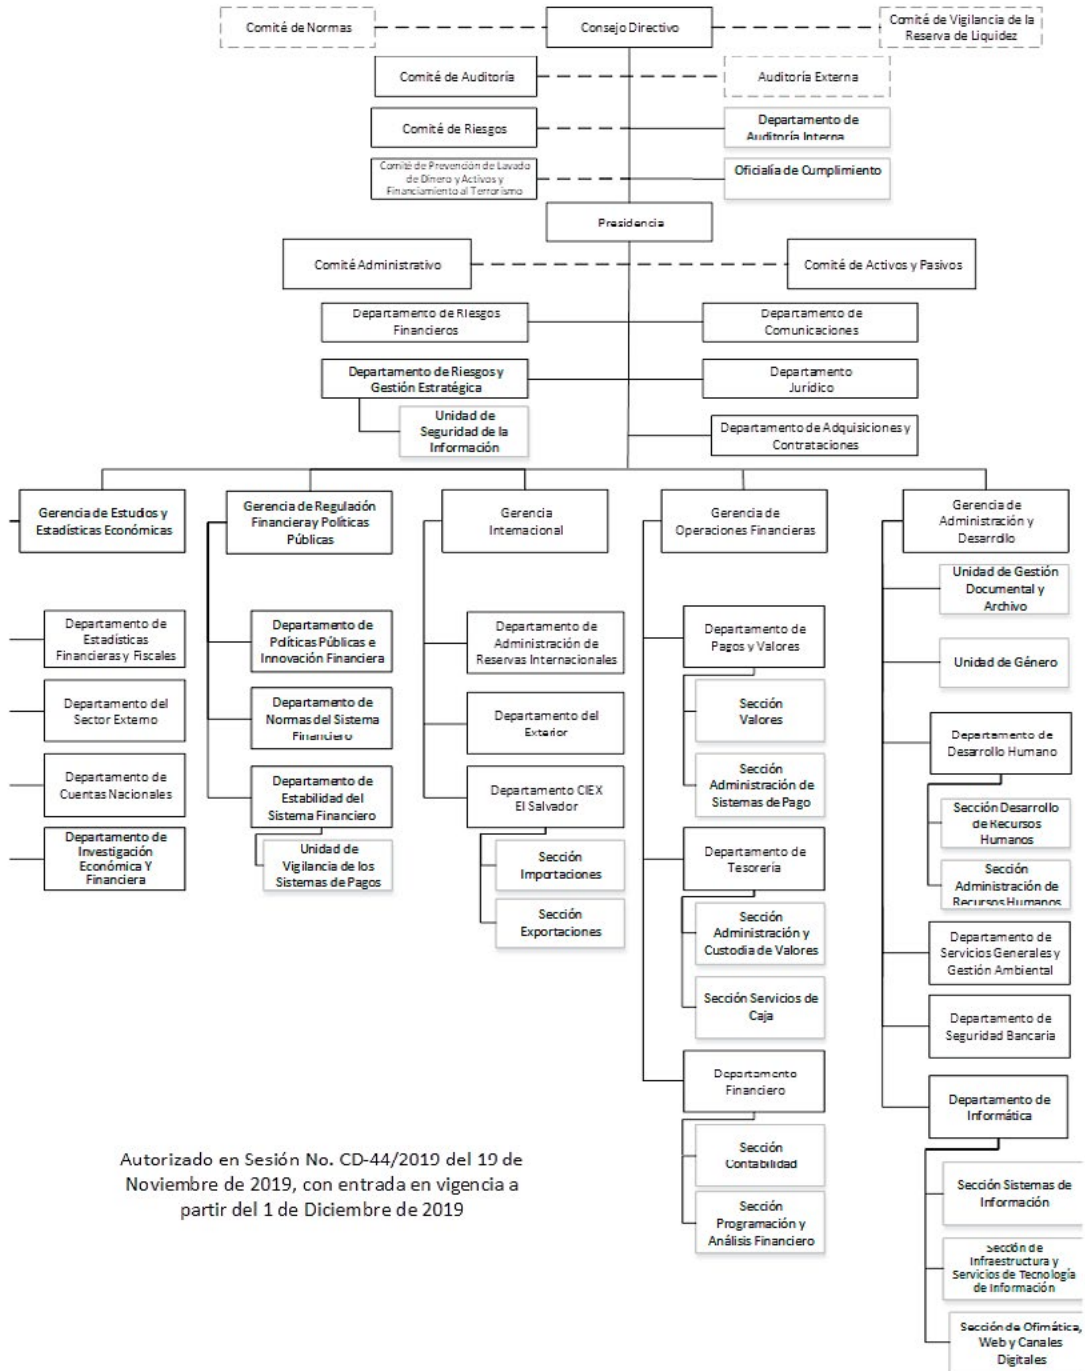 Comité de Normas
Consejo Directivo
Comité de Vigilancia de la
Reserva de Liquidez
Comité de Auditoría
Auditoría Externa
Comité de Riesgos
Departamento de
Auditoría Interna
Comité de Prevención de Lavado
de Dinero y Activos y
Financiamiento al Terrorismo
Oficialía de Cumplimiento
Presidencia
Comité Administrativo
Comité de Activos y Pasivos
Departamento de Riesgos
Financieros
Departamento de
Comunicaciones
Departamento de Riesgos y
Gestión Estratégica
Departamento
Jurídico
Unidad de
Seguridad de la
Información
Departamento de Adquisiciones y
Contrataciones
Gerencia de Estudios y
Estadísticas Económicas
Departamento de
Estadísticas
Financieras y Fiscales
Departamento del
Sector Externo
Departamento de
Cuentas Nacionales
Departamento de
Investigación
Económica Y
Financiera
Gerencia de Regulación
Financiera y Políticas
Públicas
Departamento de
Políticas Públicas e
Innovación Financiera
Departamento de
Normas del Sistema
Financiero
Departamento de
Estabilidad del
Sistema Financiero
Unidad de
Vigilancia de los
Sistemas de Pagos
Gerencia
Internacional
Departamento de
Administración de
Reservas Internacionales
Departamento del
Exterior
Departamento CIEX
El Salvador
Sección
Importaciones
Sección
Exportaciones
Gerencia de
Operaciones Financieras
Departamento de
Pagos y Valores
Sección
Valores
Sección
Administración de
Sistemas de Pago
Departamento de
Tesorería
Sección
Administración y
Custodia de Valores
Sección Servicios de
Caja
Departamento
Financiero
Sección
Contabilidad
Sección
Programación y
Análisis Financiero
Gerencia de
Administración y
Desarrollo
Unidad de Gestión
Documental y
Archivo
Unidad de Género
Departamento de
Desarrollo Humano
Sección Desarrollo
de Recursos
Humanos
Sección
Administración de
Recursos Humanos
Departamento de
Servicios Generales y
Gestión Ambiental
Departamento de
Seguridad Bancaria
Departamento de
Informática
Sección Sistemas de
Información
Sección de
Infraestructura y
Servicios de Tecnología
de Información
Sección de Ofimática,
Web y Canales
Digitales
Autorizado en Sesión No. CD-44/2019 del 19 de
Noviembre de 2019, con entrada en vigencia a
partir del 1 de Diciembre de 2019